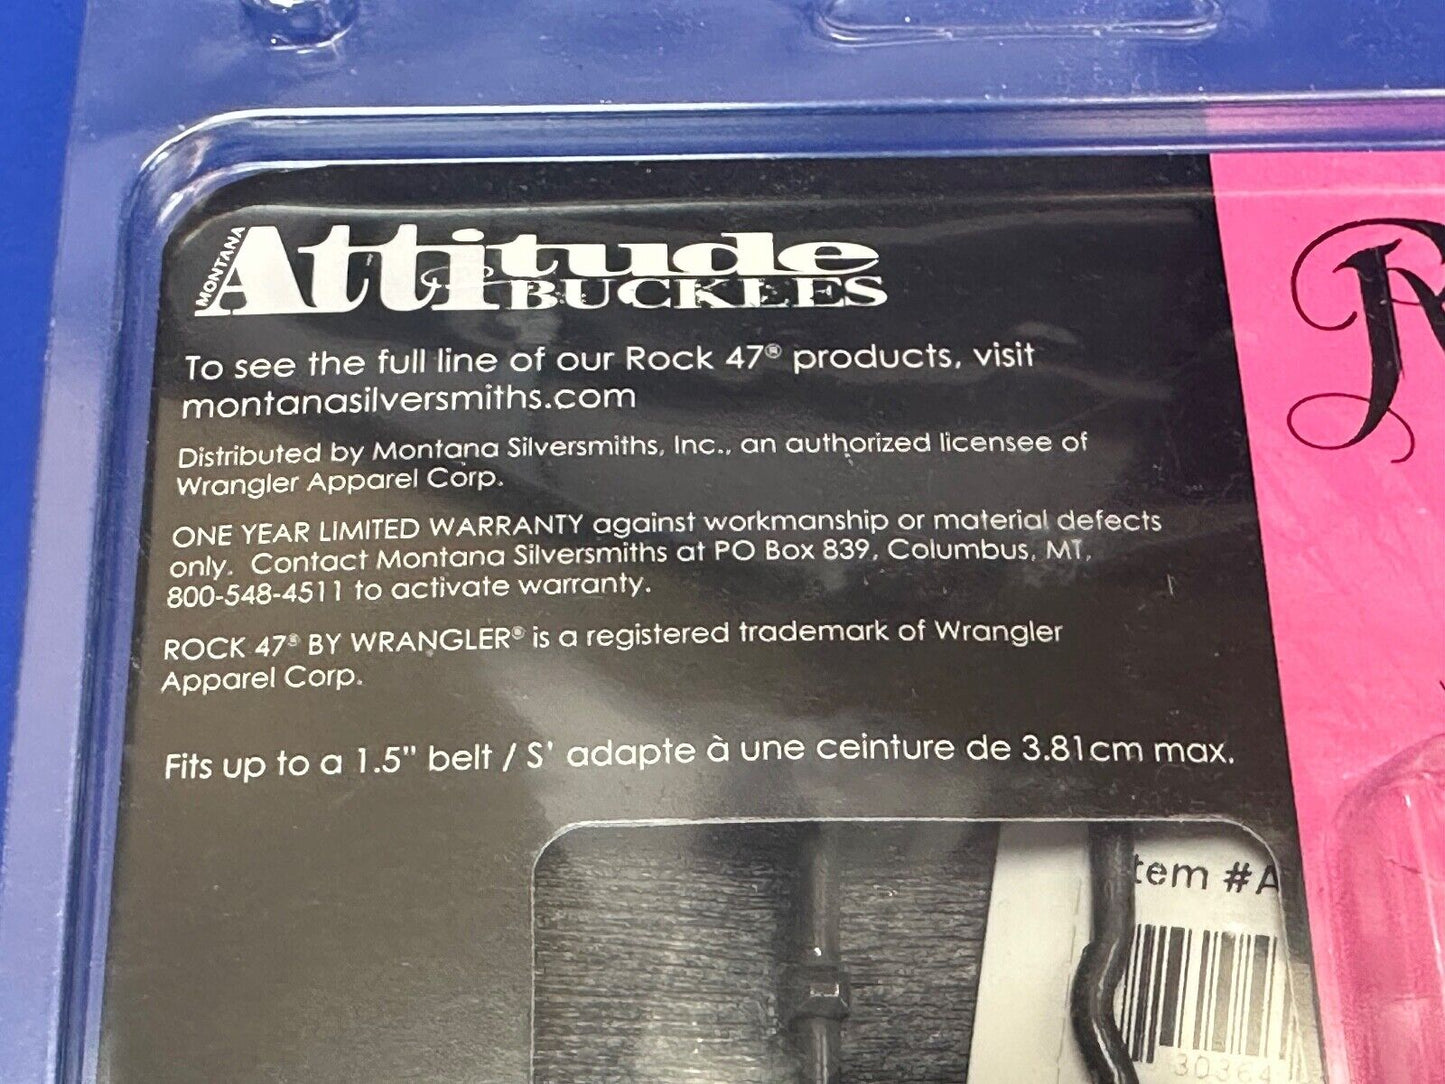 MONTANA
Attitude
BUCKLES
To see the full line of our Rock 47® products, visit
montanasilversmiths.com
Distributed by Montana Silversmiths, Inc., an authorized licensee of
Wrangler Apparel Corp.
ONE YEAR LIMITED WARRANTY against workmanship or material defects
only. Contact Montana Silversmiths at PO Box 839, Columbus, MT,
800-548-4511 to activate warranty.
ROCK 47® BY WRANGLER® is a registered trademark of Wrangler
Apparel Corp.
Fits up to a 1.5" belt / S' adapte à une ceinture de 3.81cm max.
tem #A
30364